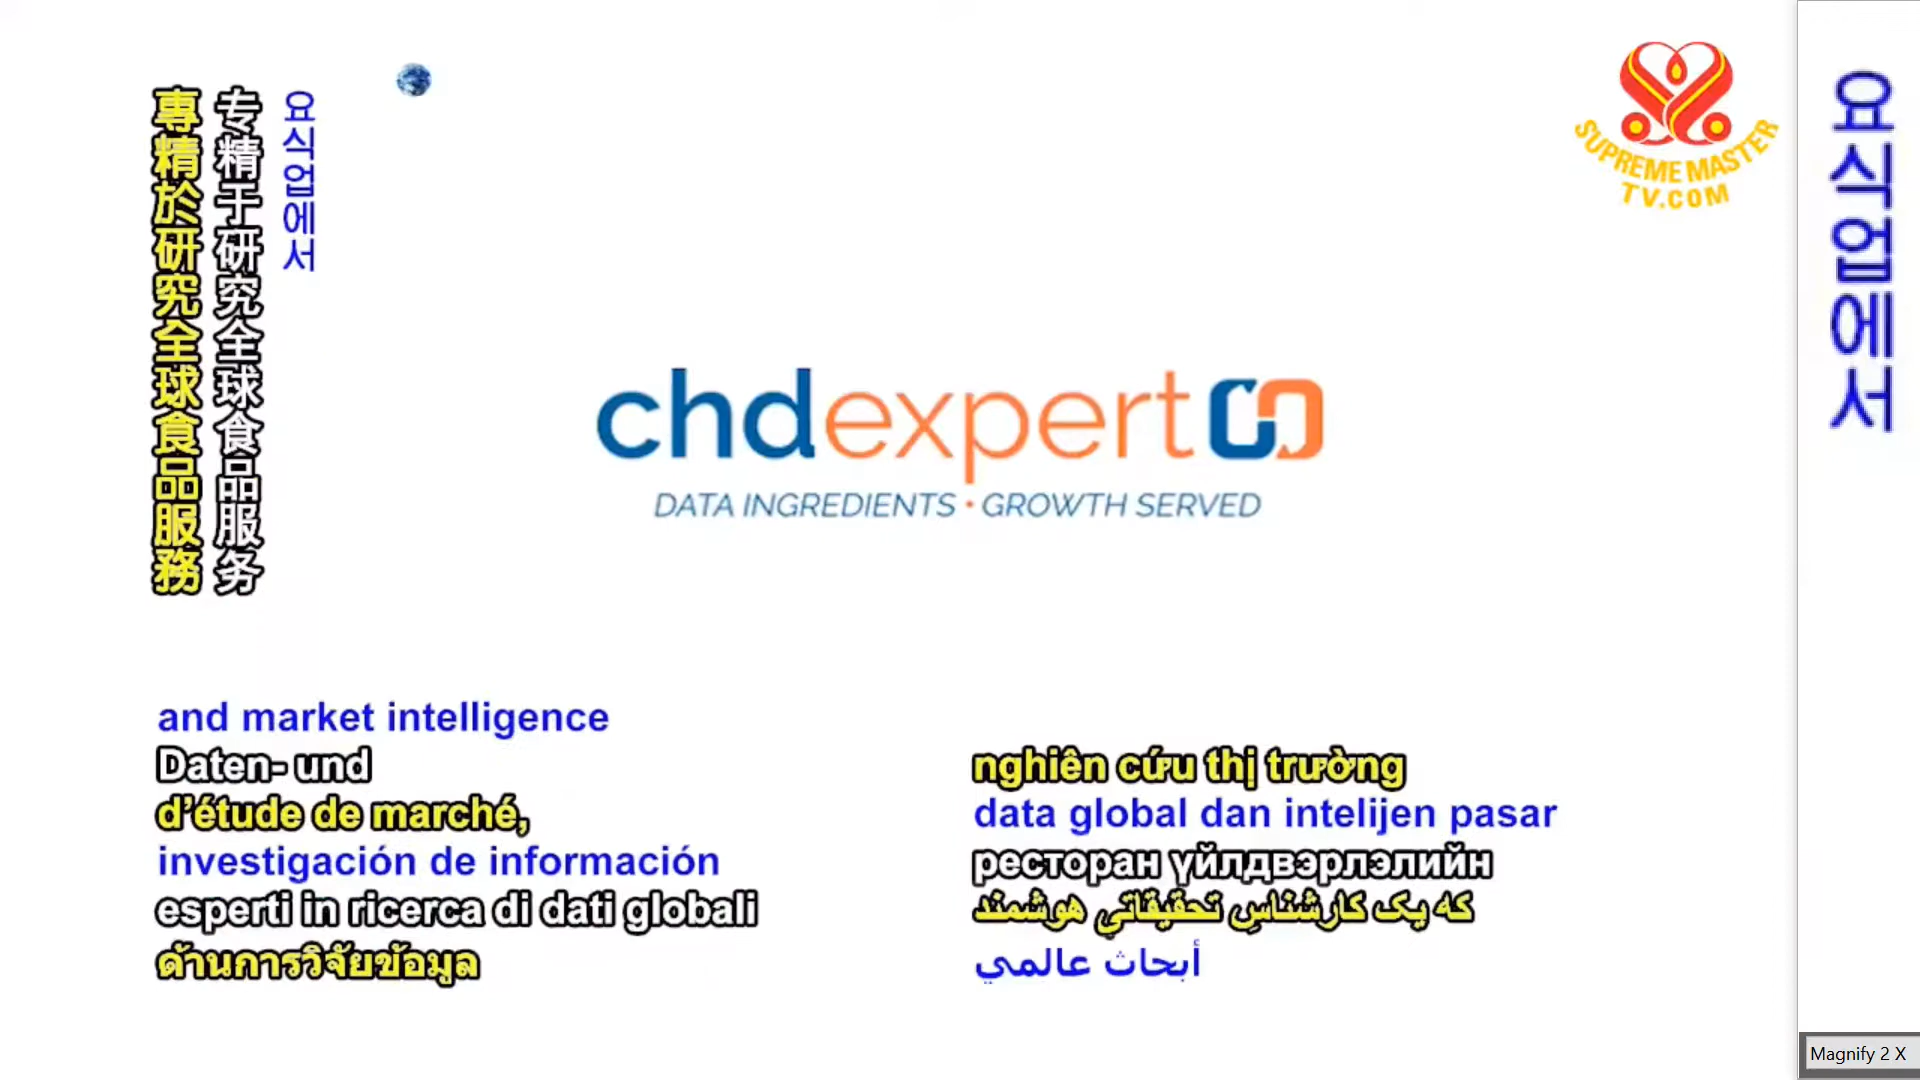 專精於研究全球食品服務
专精于研究全球食品服务
요식업에서
SUPREME MASTER
TV.COM
요식업에서
chdexpert
DATA INGREDIENTS • GROWTH SERVED
and market intelligence
Daten- und
d’étude de marché,
investigación de información
esperti in ricerca di dati globali
ด้านการวิจัยข้อมูล
nghiên cứu thị trường
data global dan intelijen pasar
ресторан үйлдвэрлэлийн
که یک کارشناسِ تحقیقاتیِ هوشمند
أبحاث عالمي
Magnify 2 X